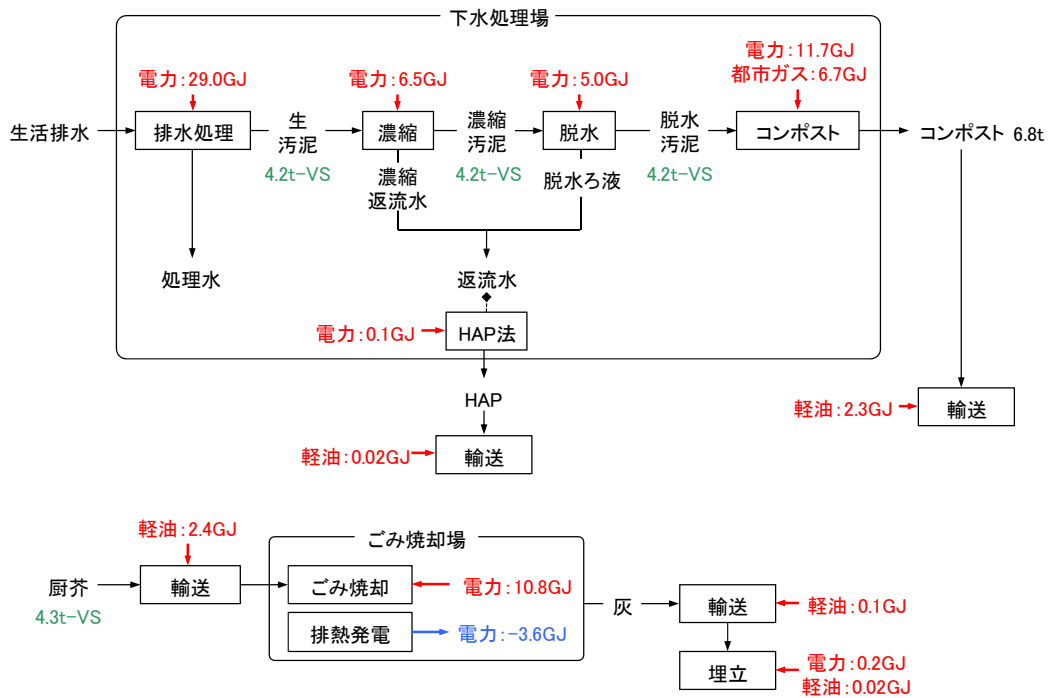 下水処理場
電力：11.7GJ
都市ガス：6.7GJ
電力：29.0GJ
電力：6.5GJ
電力：5.0GJ
生活排水
排水処理
生
汚泥
4.2t-VS
濃縮
濃縮
汚泥
4.2t-VS
脱水
脱水
汚泥
4.2t-VS
コンポスト
コンポスト 6.8t
濃縮
返流水
脱水ろ液
処理水
返流水
電力：0.1GJ
HAP法
HAP
軽油：2.3GJ
輸送
軽油：0.02GJ
輸送
軽油：2.4GJ
ごみ焼却場
厨芥
4.3t-VS
輸送
ごみ焼却
電力：10.8GJ
排熱発電
電力：-3.6GJ
灰
輸送
軽油：0.1GJ
埋立
電力：0.2GJ
軽油：0.02GJ